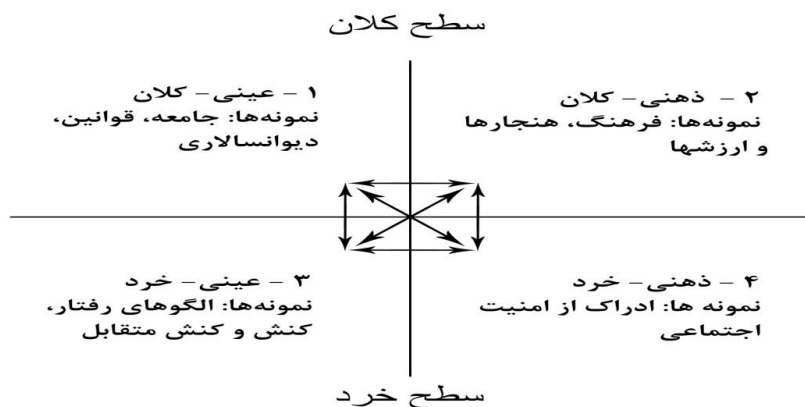 سطح کلان
۱ – عینی– کلان
نمونه‌ها: جامعه، قوانین،
دیوانسالاری
۲ – ذهنی– کلان
نمونه‌ها: فرهنگ، هنجارها
و ارزشها
۳ – عینی– خرد
نمونه‌ها: الگوهای رفتار،
کنش و کنش متقابل
۴ – ذهنی– خرد
نمونه ها: ادراک از امنیت
اجتماعی
سطح خرد